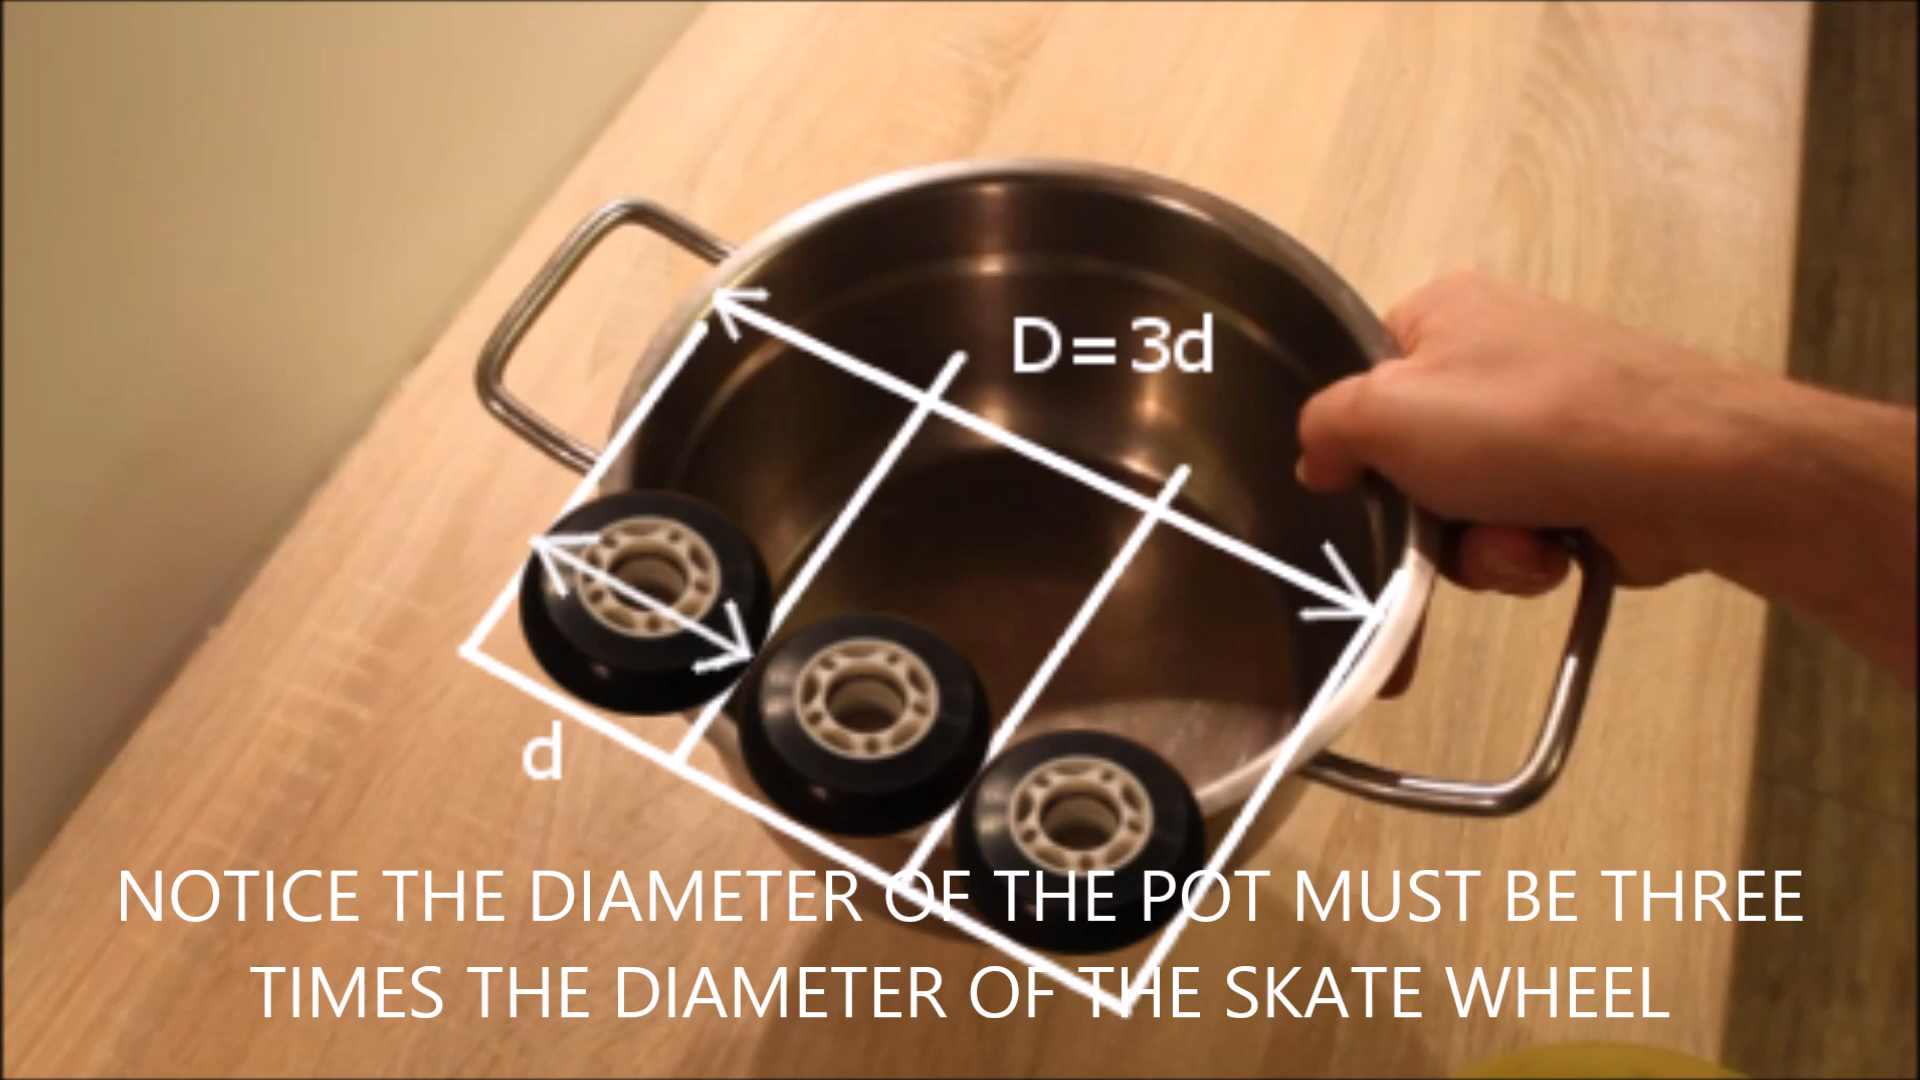 D=3d
d
NOTICE THE DIAMETER OF THE POT MUST BE THREE
TIMES THE DIAMETER OF THE SKATE WHEEL